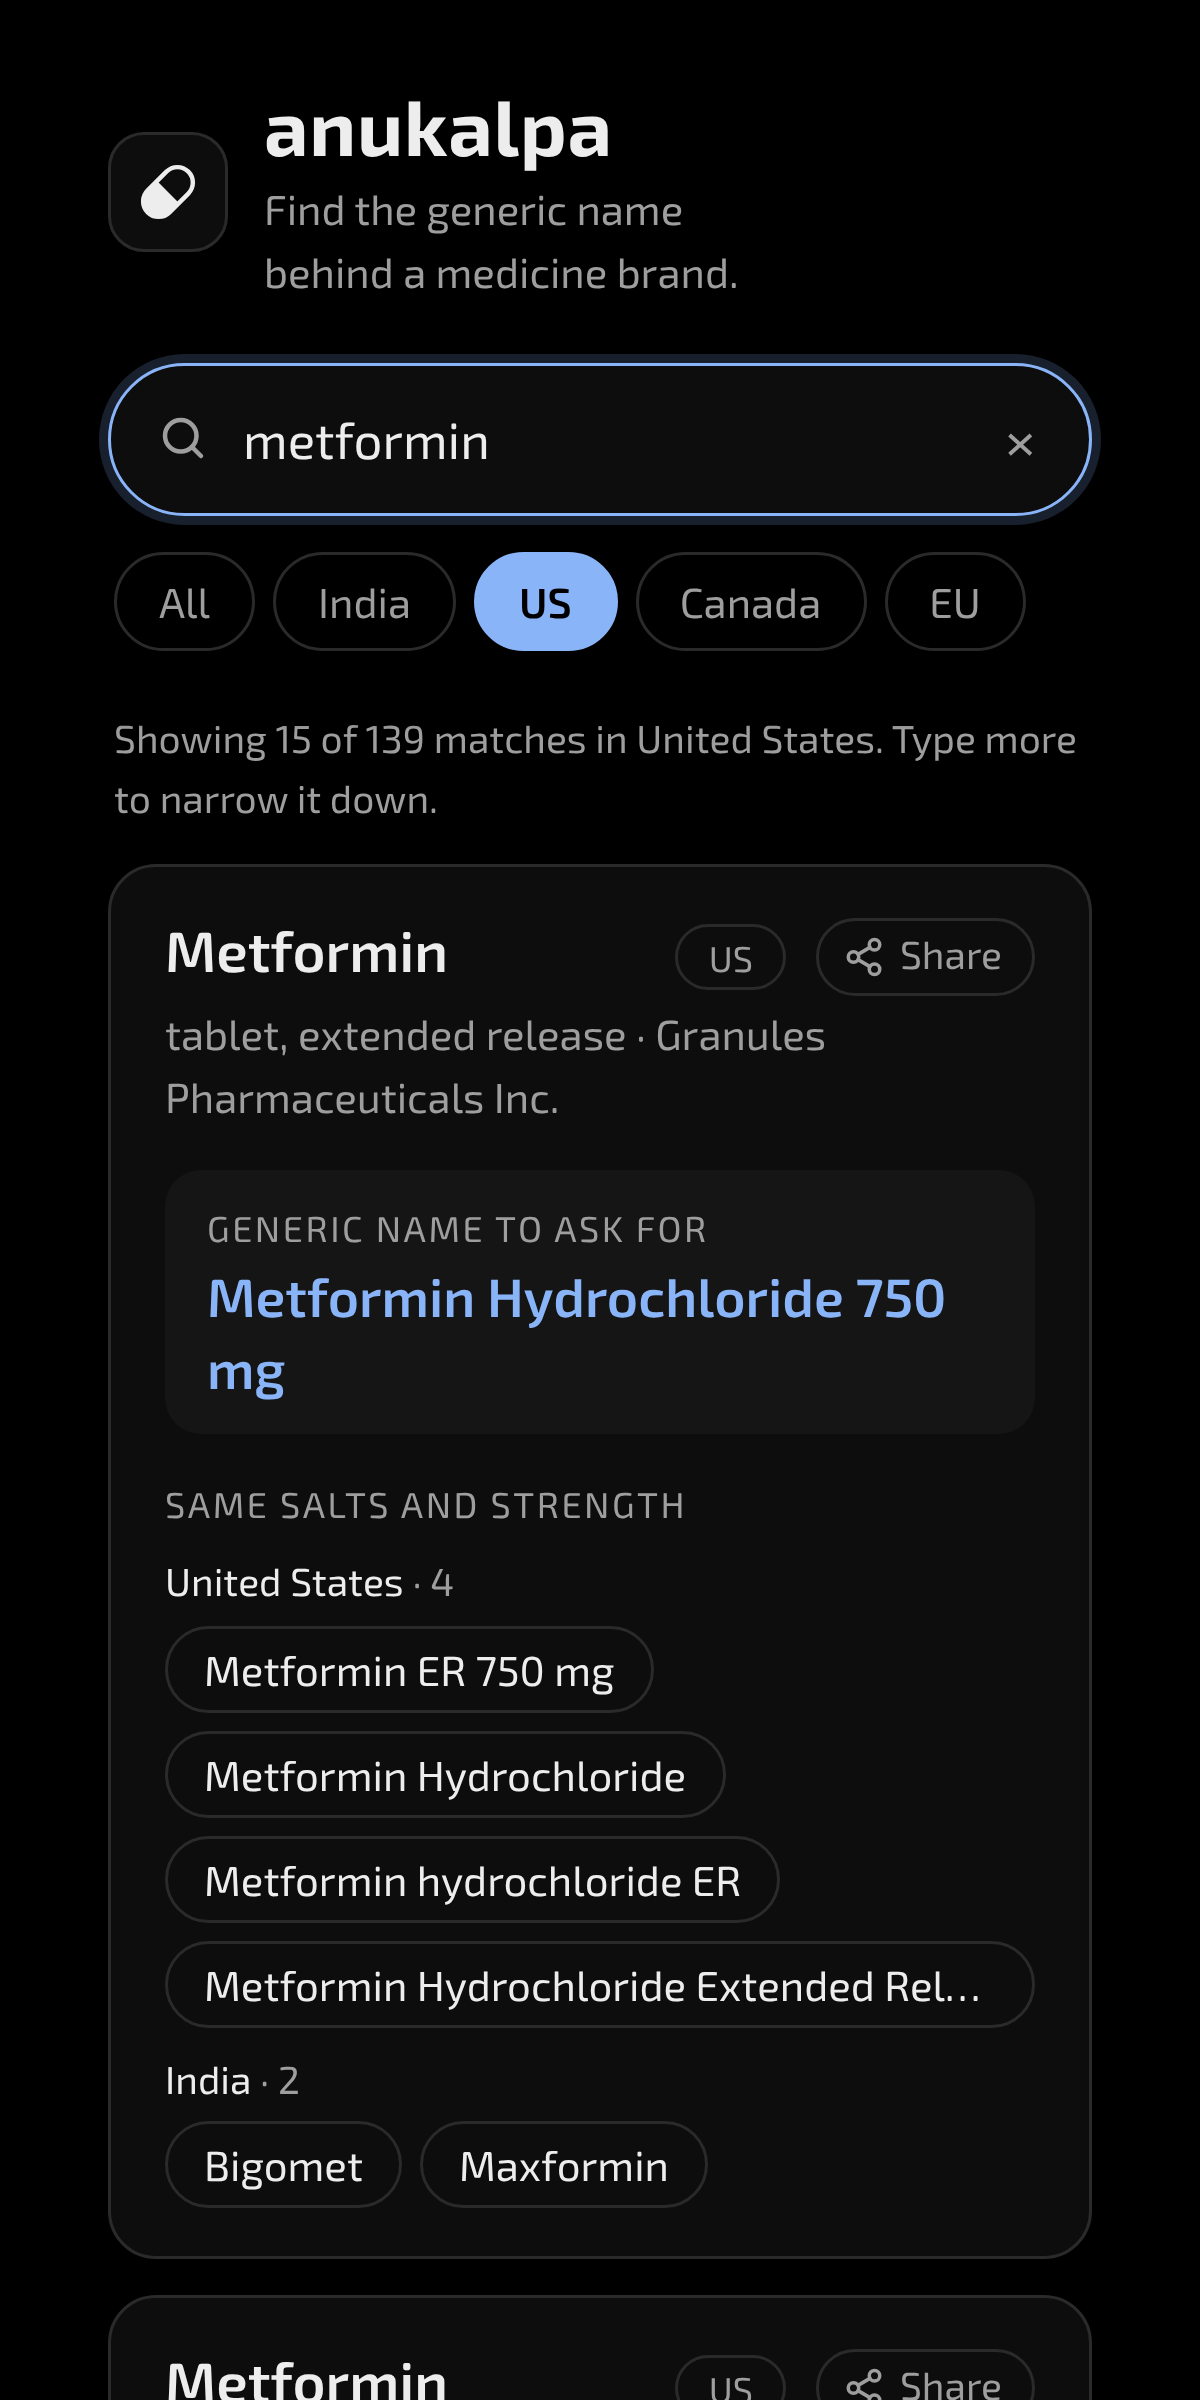 anukalpa
Find the generic name
behind a medicine brand.
metformin ×
All India US Canada EU
Showing 15 of 139 matches in United States. Type more
to narrow it down.
Metformin US Share
tablet, extended release · Granules
Pharmaceuticals Inc.
GENERIC NAME TO ASK FOR
Metformin Hydrochloride 750
mg
SAME SALTS AND STRENGTH
United States · 4
Metformin ER 750 mg
Metformin Hydrochloride
Metformin hydrochloride ER
Metformin Hydrochloride Extended Rel...
India · 2
Bigomet Maxformin
Metformin US Share